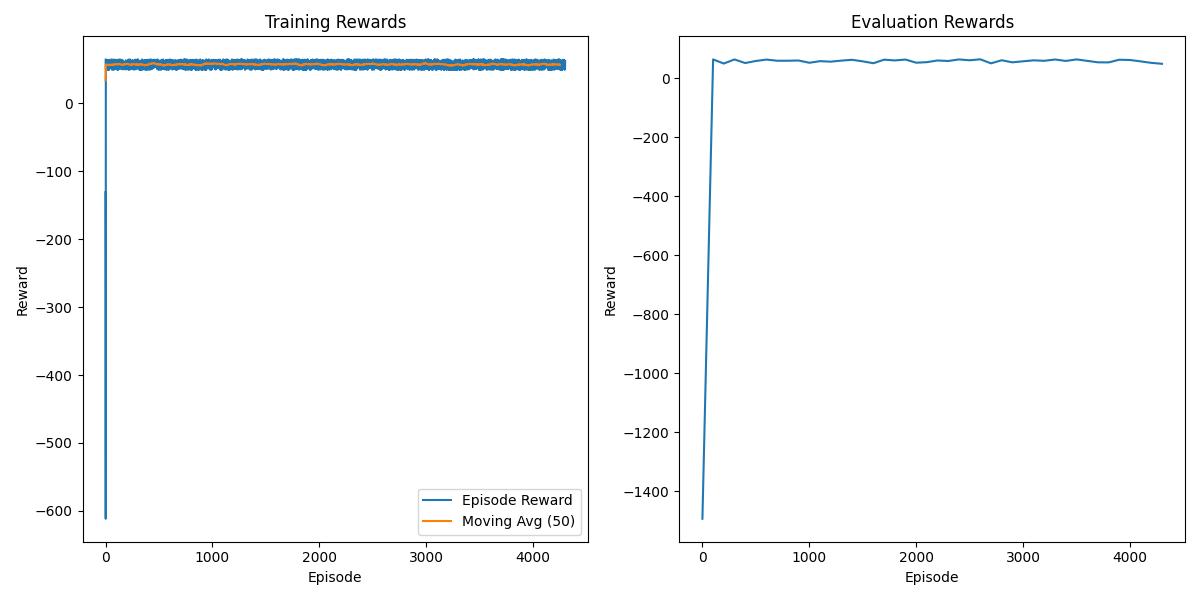 Training Rewards
Reward
0
−100
−200
−300
−400
−500
−600
0 1000 2000 3000 4000
Episode
Episode Reward
Moving Avg (50)
Evaluation Rewards
Reward
0
−200
−400
−600
−800
−1000
−1200
−1400
0 1000 2000 3000 4000
Episode